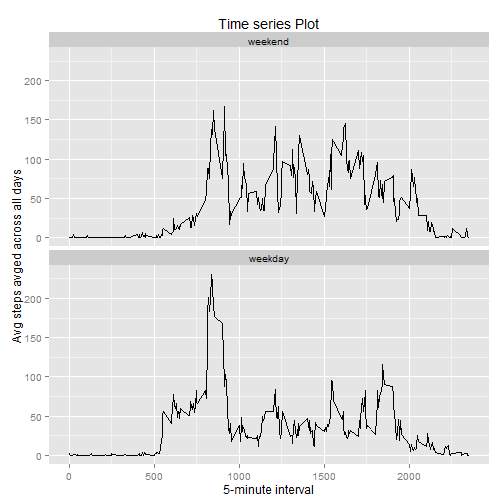 Time series Plot
weekend
200
150
100
50
0
weekday
200
150
100
50
0
Avg steps avged across all days
0 500 1000 1500 2000
5-minute interval